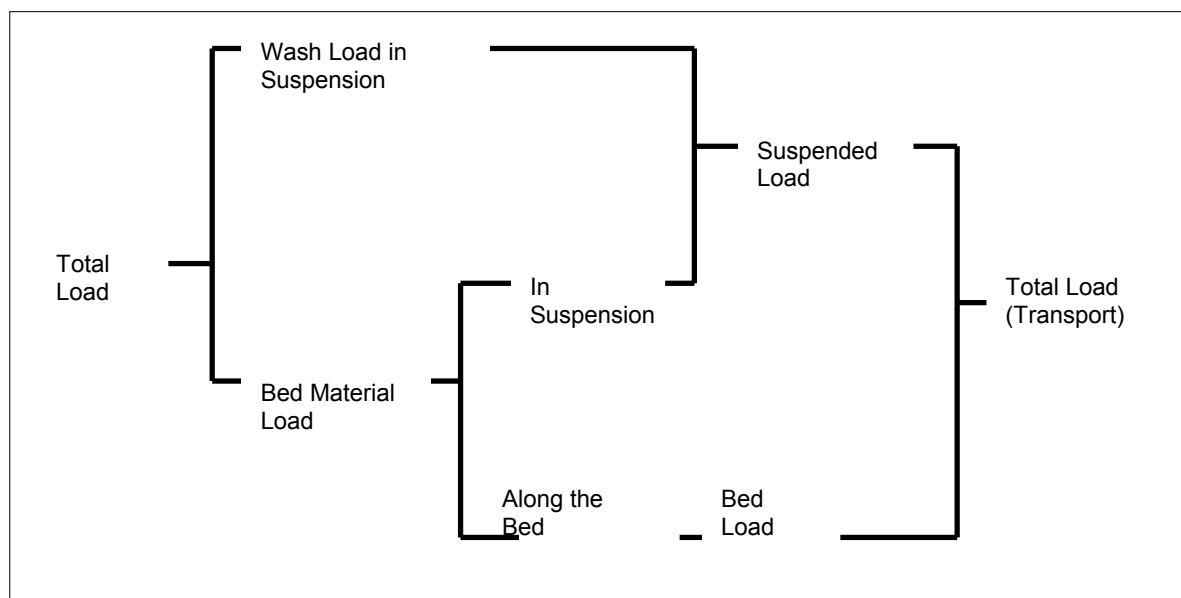 Wash Load in
Suspension
Suspended
Load
Total
Load
In
Suspension
Total Load
(Transport)
Bed Material
Load
Along the
Bed
Bed
Load